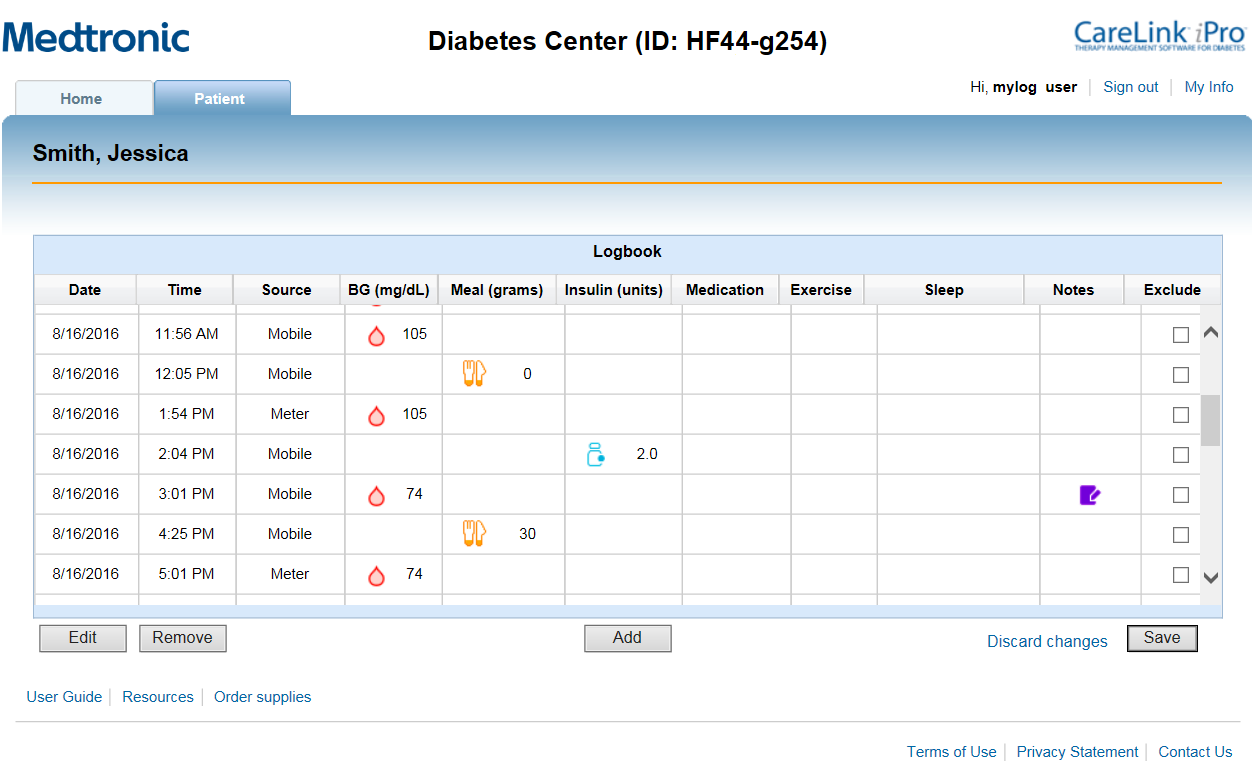 Medtronic
Diabetes Center (ID: HF44-g254)
CareLink iPro
THERAPY MANAGEMENT SOFTWARE FOR DIABETES
Hi, mylog user Sign out My Info
Home Patient
Smith, Jessica
Logbook
Date Time Source BG (mg/dL) Meal (grams) Insulin (units) Medication Exercise Sleep Notes Exclude
8/16/2016 11:56 AM Mobile 105
8/16/2016 12:05 PM Mobile 0
8/16/2016 1:54 PM Meter 105
8/16/2016 2:04 PM Mobile 2.0
8/16/2016 3:01 PM Mobile 74
8/16/2016 4:25 PM Mobile 30
8/16/2016 5:01 PM Meter 74
Edit Remove Add Discard changes Save
User Guide Resources Order supplies
Terms of Use Privacy Statement Contact Us